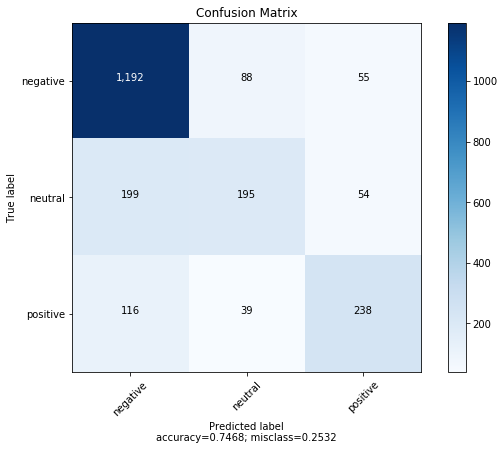 Confusion Matrix
negative 1,192 88 55
neutral 199 195 54
positive 116 39 238
True label
negative neutral positive
Predicted label
accuracy=0.7468; misclass=0.2532
1000
800
600
400
200